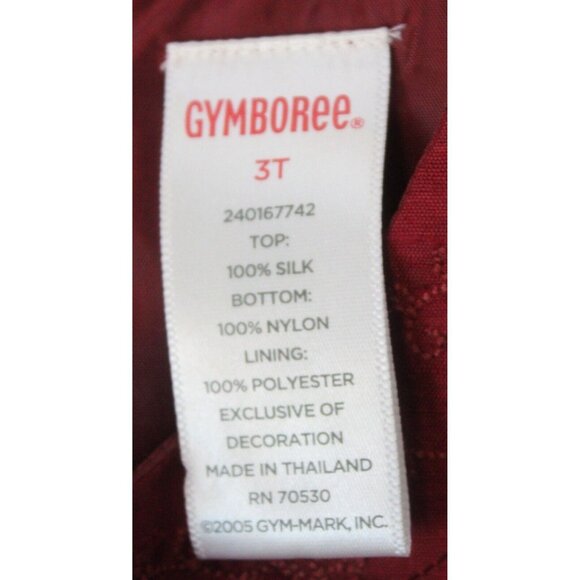 GYMBOREE®
3T
240167742
TOP:
100% SILK
BOTTOM:
100% NYLON
LINING:
100% POLYESTER
EXCLUSIVE OF
DECORATION
MADE IN THAILAND
RN 70530
©2005 GYM-MARK, INC.